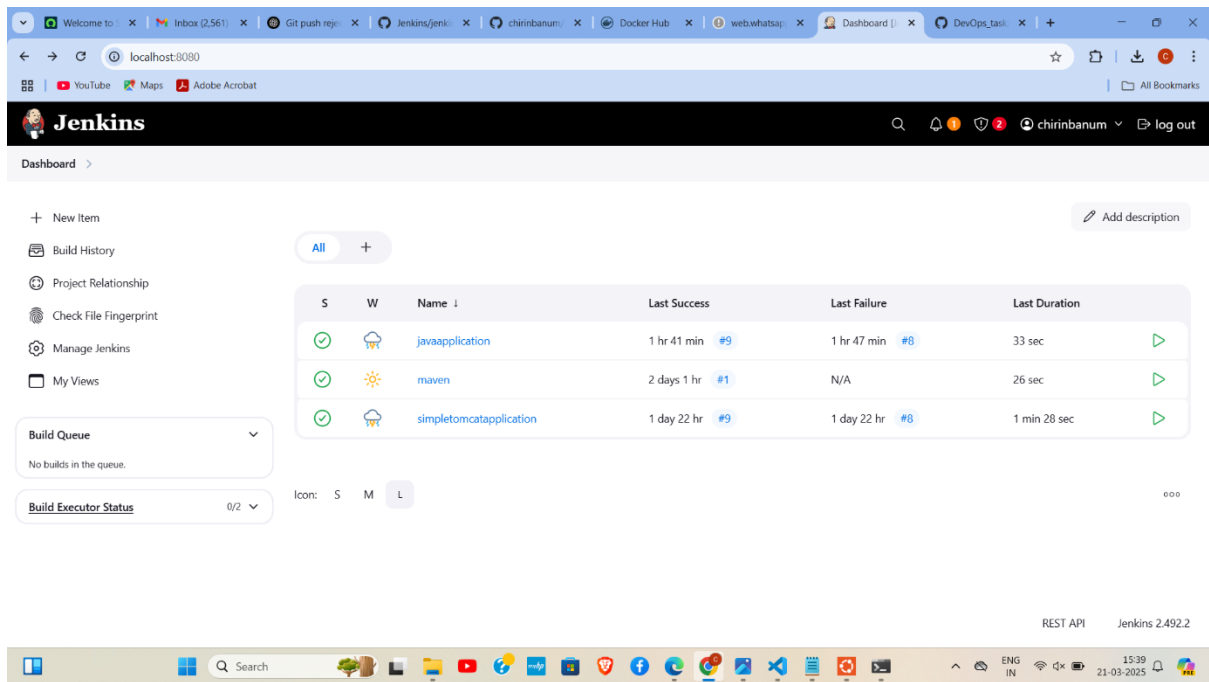 Welcome to Inbox (2,561) Git push rejec Jenkins/jenki chirinbanum/ Docker Hub web.whatsap Dashboard [J DevOps_task
localhost:8080
YouTube Maps Adobe Acrobat All Bookmarks
Jenkins 1 2 chirinbanum log out
Dashboard
New Item Add description
Build History All +
Project Relationship
S W Name ↓ Last Success Last Failure Last Duration
Check File Fingerprint
javaapplication 1 hr 41 min #9 1 hr 47 min #8 33 sec
Manage Jenkins
My Views maven 2 days 1 hr #1 N/A 26 sec
simpletomcatapplication 1 day 22 hr #9 1 day 22 hr #8 1 min 28 sec
Build Queue
No builds in the queue.
Icon: S M L
Build Executor Status 0/2
REST API Jenkins 2.492.2
Search ENG 15:39
IN 21-03-2025